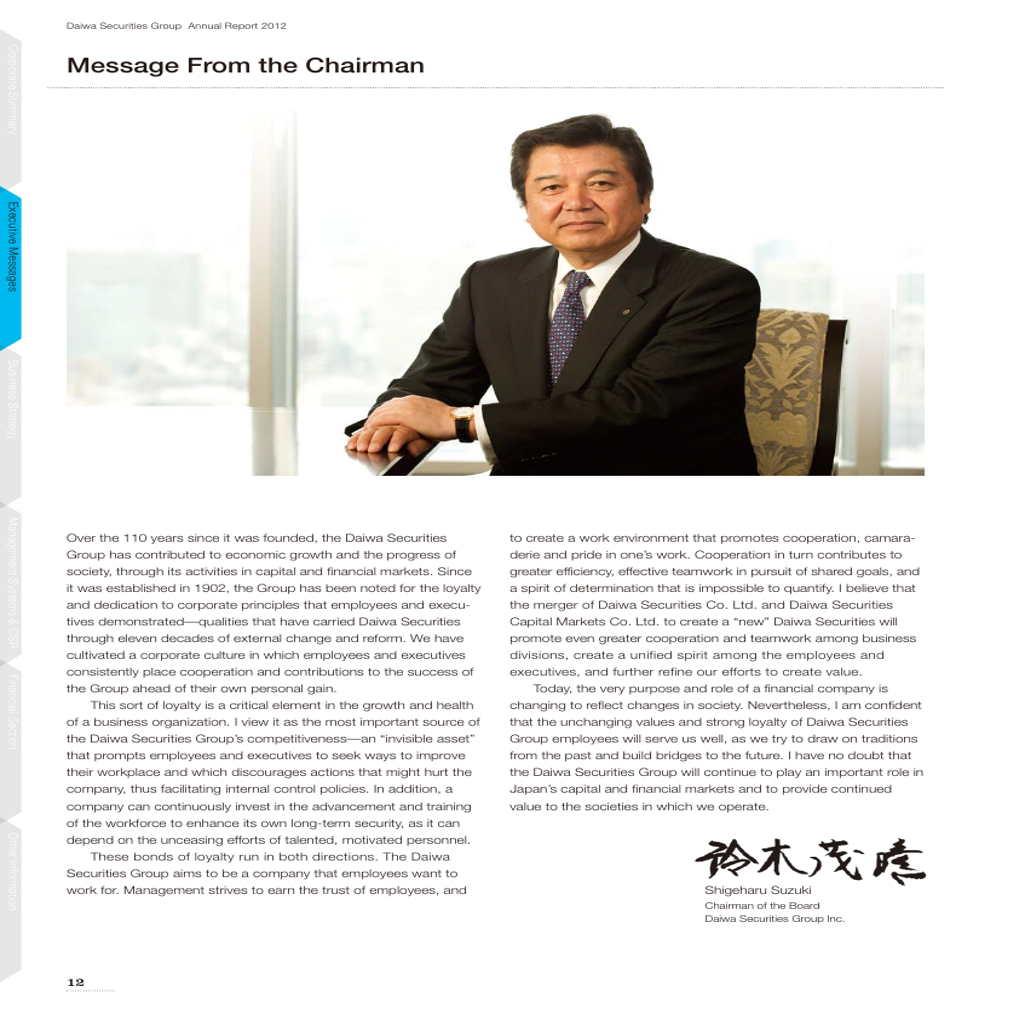 Daiwa Securities Group Annual Report 2012
Message From the Chairman
Corporate Summary
Executive Messages
Business Strategy
Management Systems & CSR
Financial Section
Other Information
Over the 110 years since it was founded, the Daiwa Securities
Group has contributed to economic growth and the progress of
society, through its activities in capital and financial markets. Since
it was established in 1902, the Group has been noted for the loyalty
and dedication to corporate principles that employees and execu-
tives demonstrated—qualities that have carried Daiwa Securities
through eleven decades of external change and reform. We have
cultivated a corporate culture in which employees and executives
consistently place cooperation and contributions to the success of
the Group ahead of their own personal gain.
This sort of loyalty is a critical element in the growth and health
of a business organization. I view it as the most important source of
the Daiwa Securities Group's competitiveness—an “invisible asset”
that prompts employees and executives to seek ways to improve
their workplace and which discourages actions that might hurt the
company, thus facilitating internal control policies. In addition, a
company can continuously invest in the advancement and training
of the workforce to enhance its own long-term security, as it can
depend on the unceasing efforts of talented, motivated personnel.
These bonds of loyalty run in both directions. The Daiwa
Securities Group aims to be a company that employees want to
work for. Management strives to earn the trust of employees, and
to create a work environment that promotes cooperation, camara-
derie and pride in one's work. Cooperation in turn contributes to
greater efficiency, effective teamwork in pursuit of shared goals, and
a spirit of determination that is impossible to quantify. I believe that
the merger of Daiwa Securities Co. Ltd. and Daiwa Securities
Capital Markets Co. Ltd. to create a “new” Daiwa Securities will
promote even greater cooperation and teamwork among business
divisions, create a unified spirit among the employees and
executives, and further refine our efforts to create value.
Today, the very purpose and role of a financial company is
changing to reflect changes in society. Nevertheless, I am confident
that the unchanging values and strong loyalty of Daiwa Securities
Group employees will serve us well, as we try to draw on traditions
from the past and build bridges to the future. I have no doubt that
the Daiwa Securities Group will continue to play an important role in
Japan's capital and financial markets and to provide continued
value to the societies in which we operate.
鈴木茂晴
Shigeharu Suzuki
Chairman of the Board
Daiwa Securities Group Inc.
12